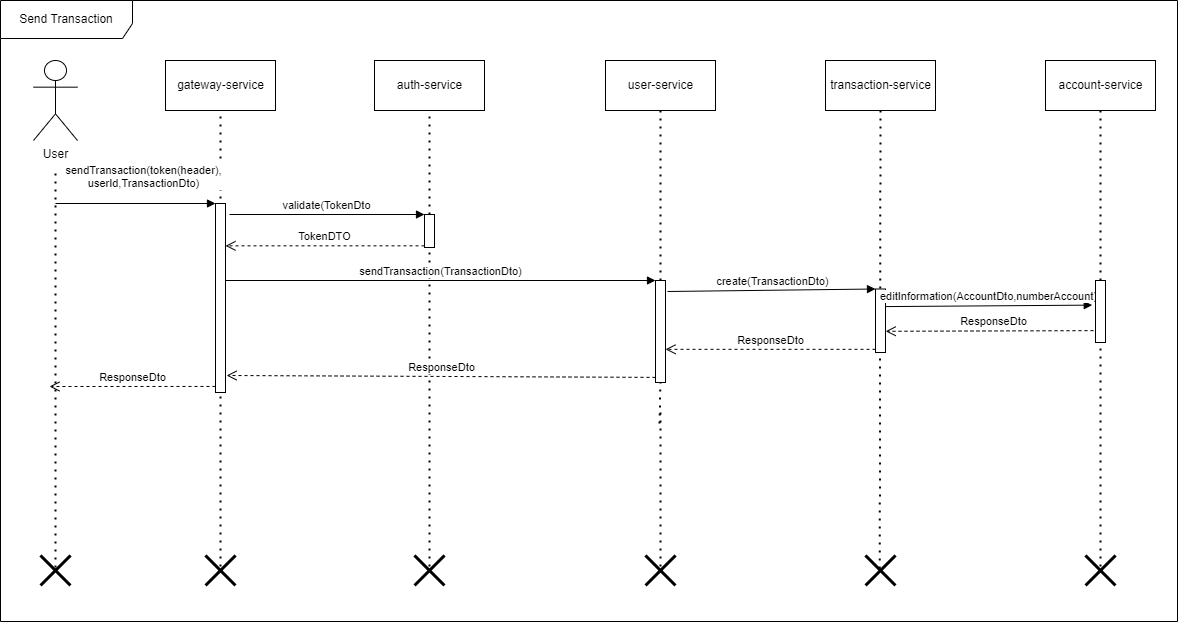 Send Transaction
gateway-service
auth-service
user-service
transaction-service
account-service
User
sendTransaction(token(header),
userId,TransactionDto)
validate(TokenDto
TokenDTO
sendTransaction(TransactionDto)
create(TransactionDto)
editInformation(AccountDto,numberAccount)
ResponseDto
ResponseDto
ResponseDto
ResponseDto